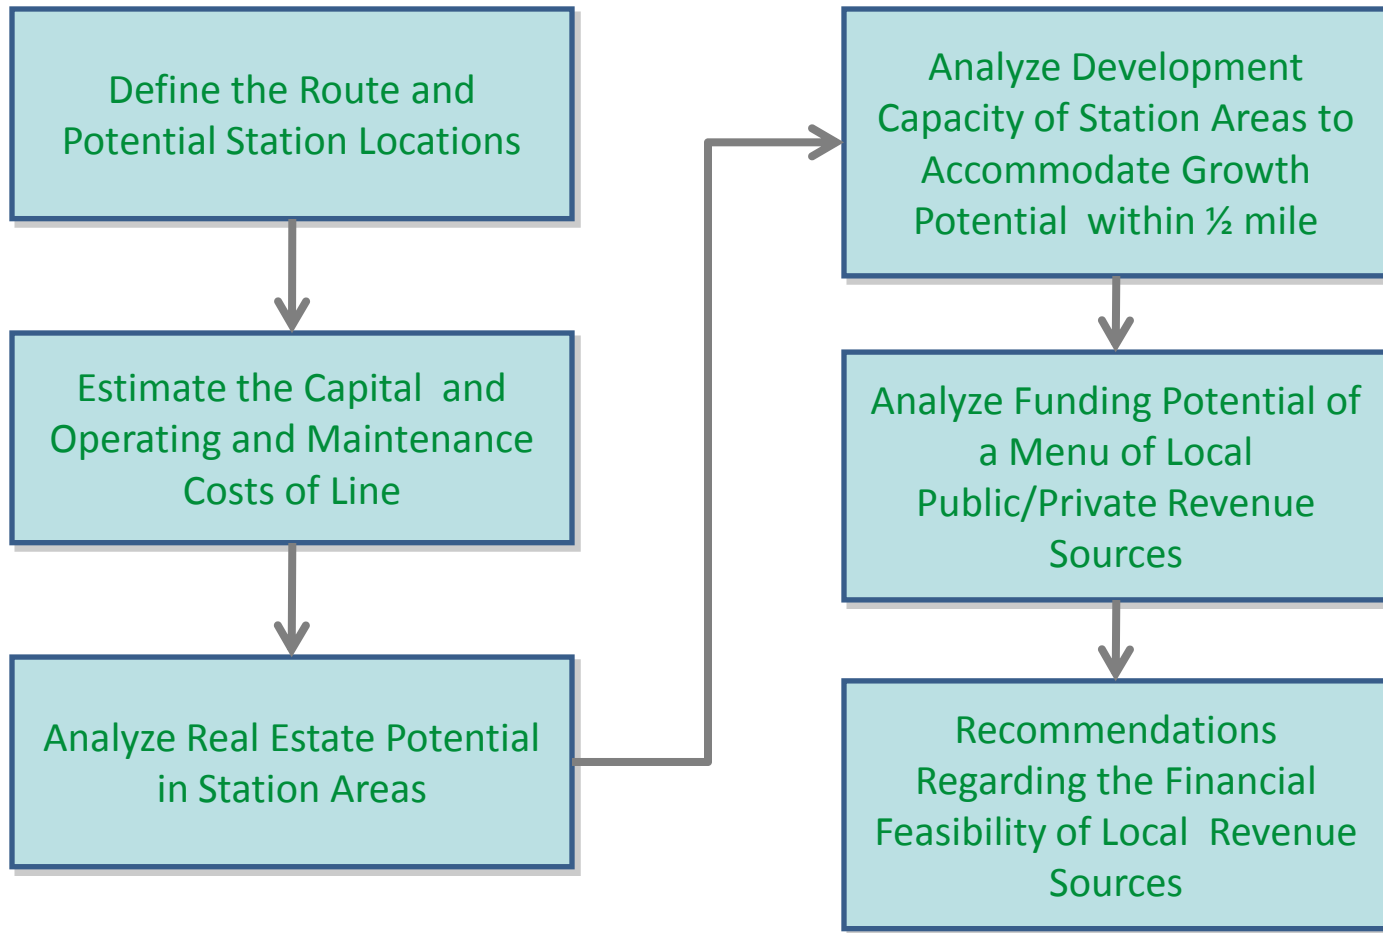 Define the Route and
Potential Station Locations
Estimate the Capital  and
Operating and Maintenance
Costs of Line
Analyze Real Estate Potential
in Station Areas
Analyze Development
Capacity of Station Areas to
Accommodate Growth
Potential  within ½ mile
Analyze Funding Potential of
a Menu of Local
Public/Private Revenue
Sources
Recommendations
Regarding the Financial
Feasibility of Local  Revenue
Sources